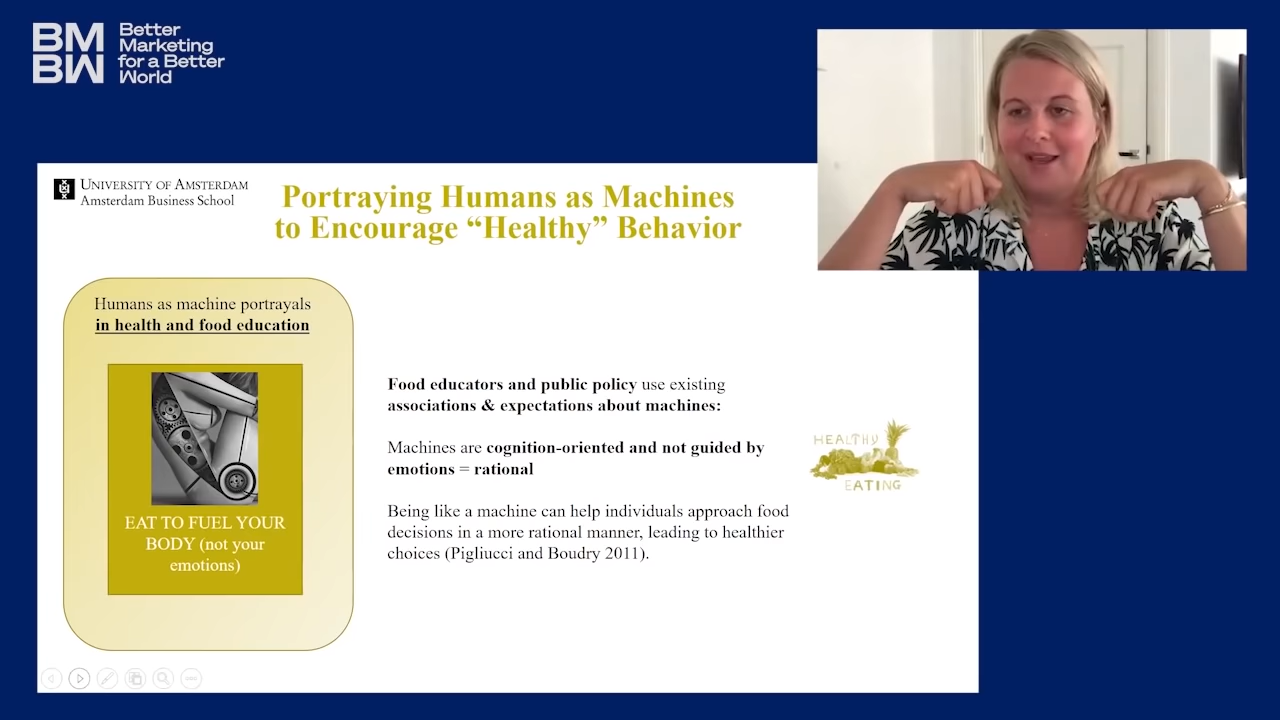 BM
BW
Better
Marketing
for a Better
World
UNIVERSITY OF AMSTERDAM
Amsterdam Business School
Portraying Humans as Machines
to Encourage “Healthy” Behavior
Humans as machine portrayals
in health and food education
EAT TO FUEL YOUR
BODY (not your
emotions)
Food educators and public policy use existing
associations & expectations about machines:
Machines are cognition-oriented and not guided by
emotions = rational
Being like a machine can help individuals approach food
decisions in a more rational manner, leading to healthier
choices (Pigliucci and Boudry 2011).
HEALTHY
EATING